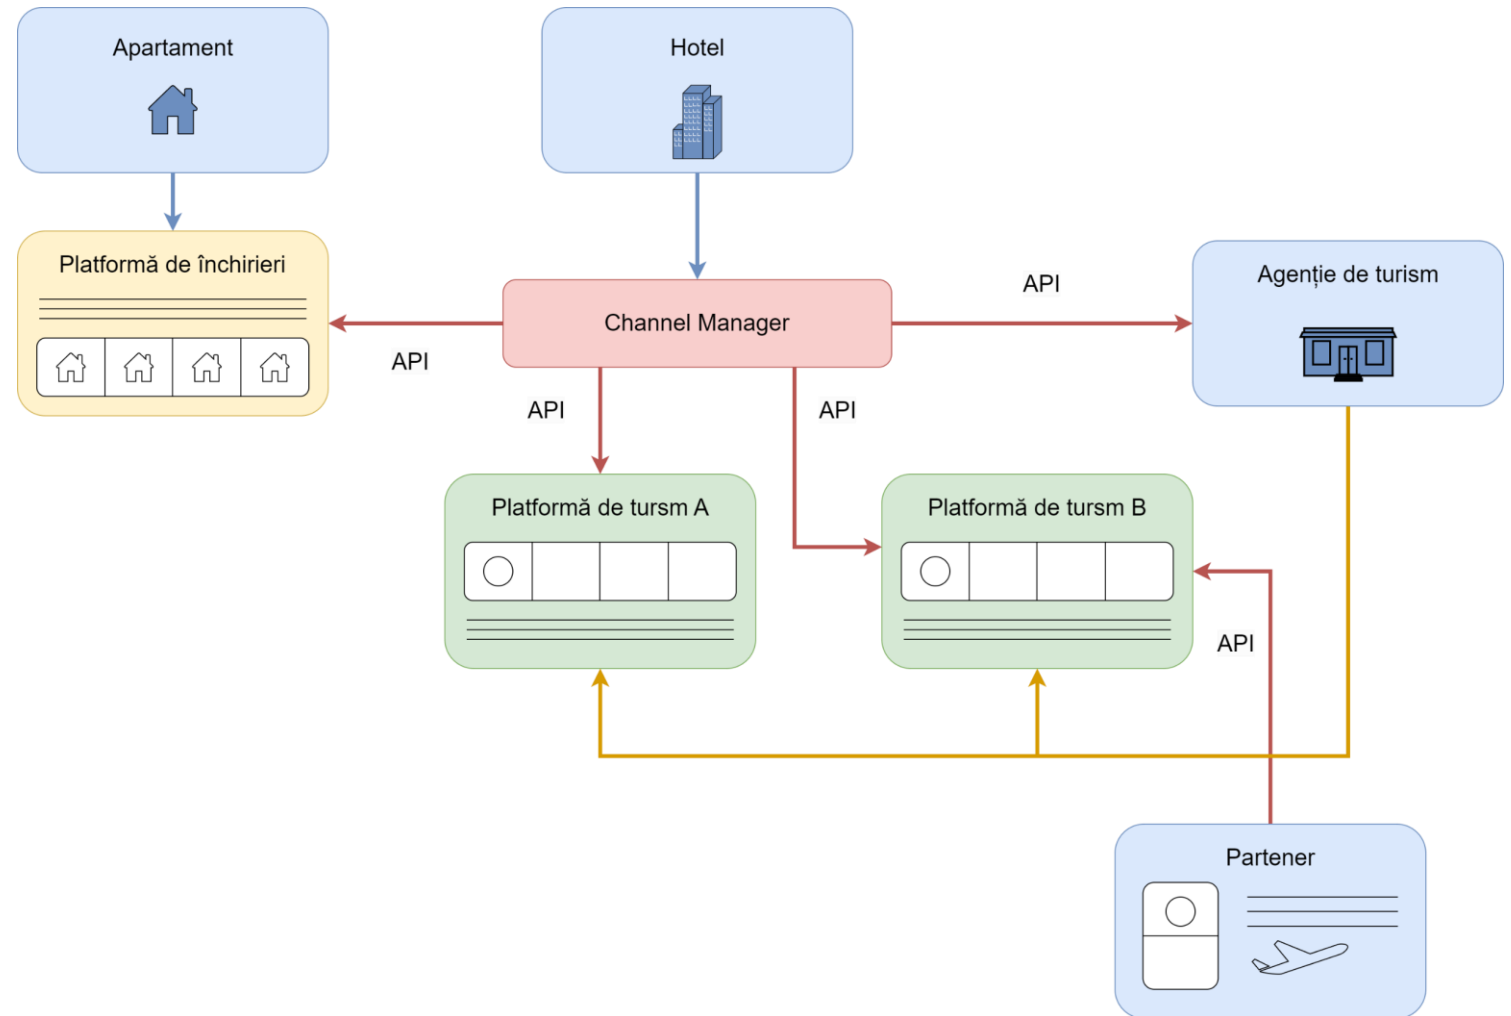 Apartament
Hotel
Platformă de închirieri
Agenție de turism
API
Channel Manager
API
API
API
Platformă de tursm A
Platformă de tursm B
API
Partener